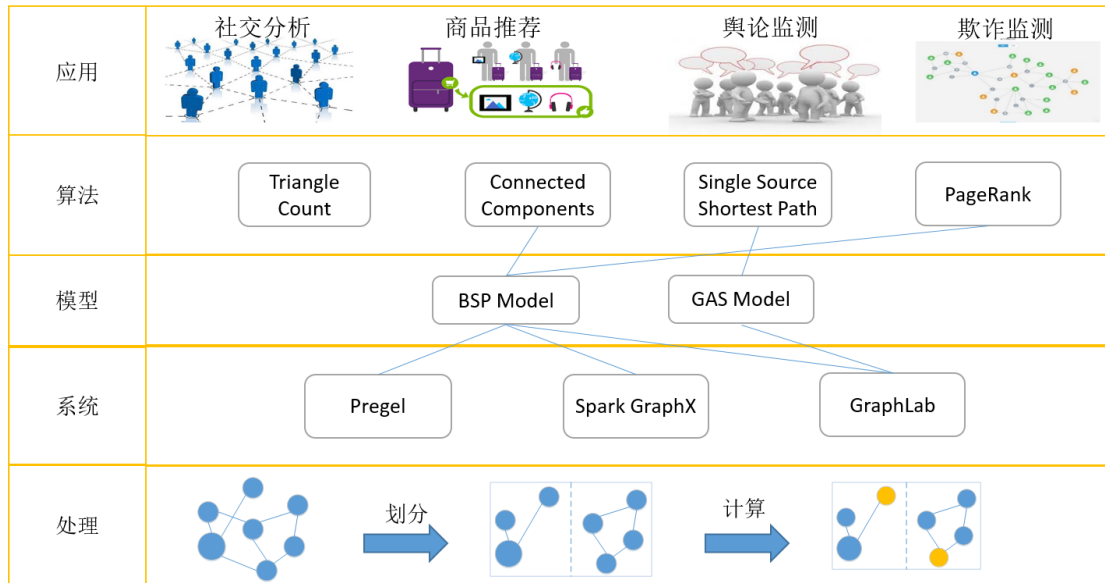 应用
社交分析
商品推荐
舆论监测
欺诈监测
算法
Triangle
Count
Connected
Components
Single Source
Shortest Path
PageRank
模型
BSP Model
GAS Model
系统
Pregel
Spark GraphX
GraphLab
处理
划分
计算